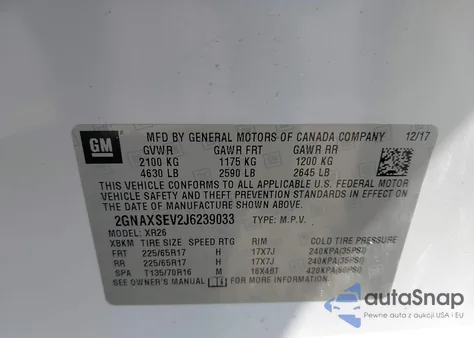 GM
MFD BY GENERAL MOTORS OF CANADA COMPANY 12/17
GVWR GAWR FRT GAWR RR
2100 KG 1175 KG 1200 KG
4630 LB 2590 LB 2645 LB
THIS VEHICLE CONFORMS TO ALL APPLICABLE U.S. FEDERAL MOTOR
VEHICLE SAFETY AND THEFT PREVENTION STANDARDS IN EFFECT
ON THE DATE OF MANUFACTURE SHOWN ABOVE.
2GNAXSEV2J6239033 TYPE: M.P.V.
MODEL: XR26
XBKM TIRE SIZE SPEED RTG RIM COLD TIRE PRESSURE
FRT 225/65R17 H 17X7J 240KPA(35PSI)
RR 225/65R17 H 17X7J 240KPA(35PSI)
SPA T135/70R16 M 16X4BT 420KPA(60PSI)
SEE OWNER'S MANUAL FOR MORE INFORMATION.
autaSnap
Pewne auta z aukcji USA i EU